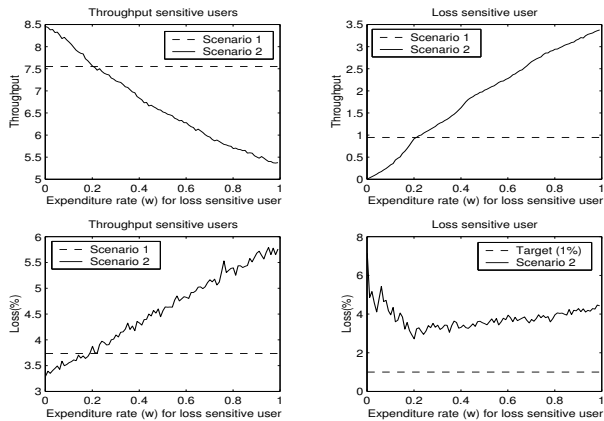 Throughput sensitive users
8.5
8
7.5
7
6.5
6
5.5
5
Throughput
Scenario 1
Scenario 2
0
0.2
0.4
0.6
0.8
1
Expenditure rate (w) for loss sensitive user
Loss sensitive user
3.5
3
2.5
2
1.5
1
0.5
0
Throughput
Scenario 1
Scenario 2
0
0.2
0.4
0.6
0.8
1
Expenditure rate (w) for loss sensitive user
Throughput sensitive users
6
5.5
5
4.5
4
3.5
3
Loss(%)
Scenario 1
Scenario 2
0
0.2
0.4
0.6
0.8
1
Expenditure rate (w) for loss sensitive user
Loss sensitive user
8
6
4
2
0
Loss(%)
Target (1%)
Scenario 2
0
0.2
0.4
0.6
0.8
1
Expenditure rate (w) for loss sensitive user